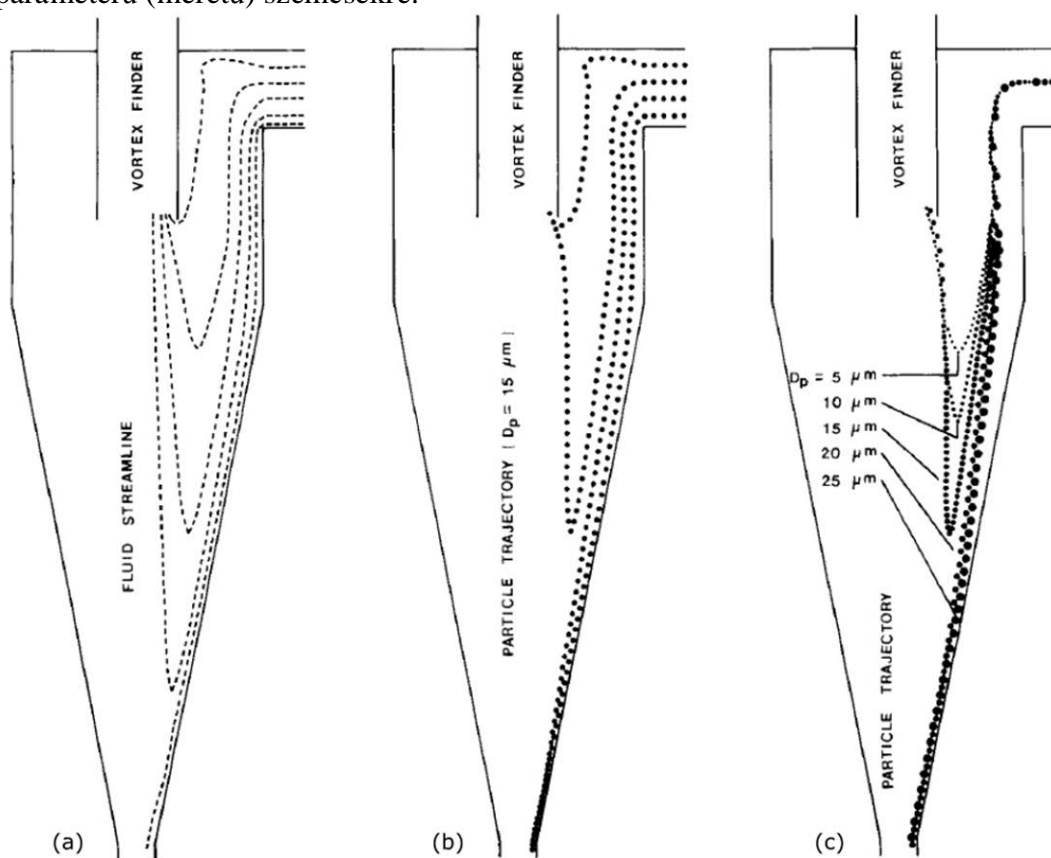 paraméterű (méretű) szemcsékre.
VORTEX FINDER
FLUID STREAMLINE
(a)
VORTEX FINDER
PARTICLE TRAJECTORY ( Dp = 15 μm )
(b)
VORTEX FINDER
Dp = 5 μm
10 μm
15 μm
20 μm
25 μm
PARTICLE TRAJECTORY
(c)